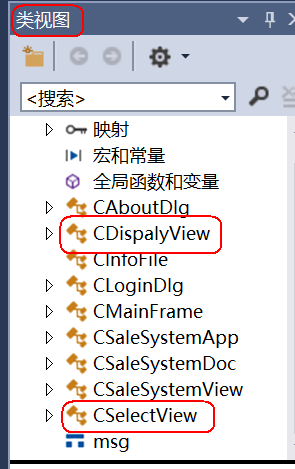 类视图
<搜索>
映射
宏和常量
全局函数和变量
CAboutDlg
CDispalyView
CInfoFile
CLoginDlg
CMainFrame
CSaleSystemApp
CSaleSystemDoc
CSaleSystemView
CSelectView
msg